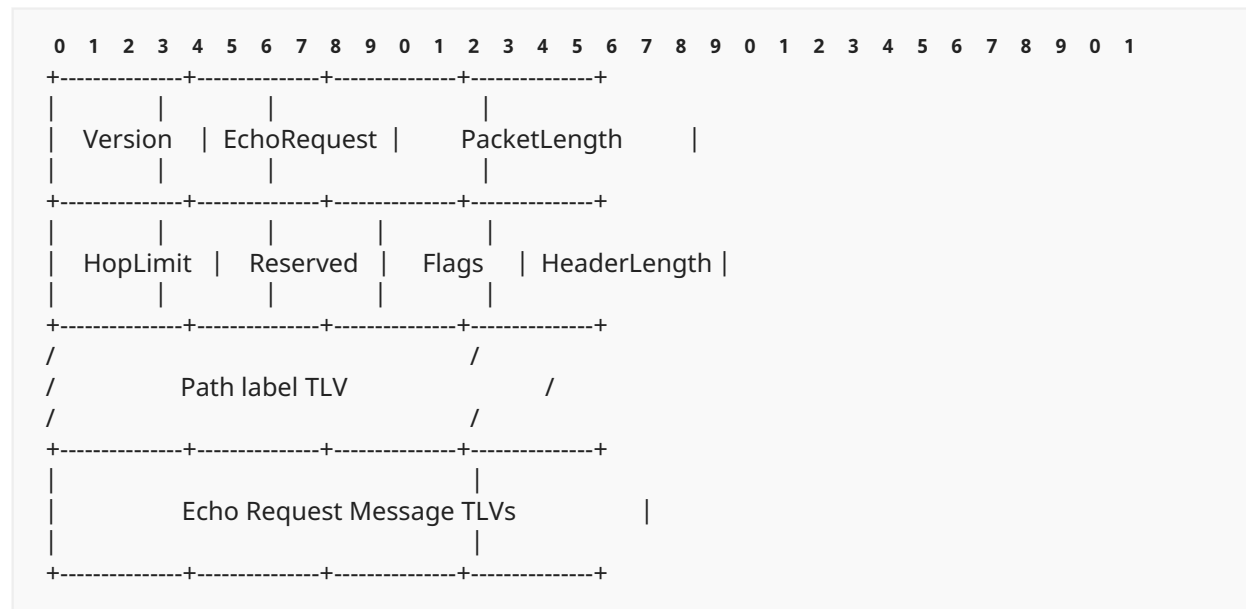 0 1 2 3 4 5 6 7 8 9 0 1 2 3 4 5 6 7 8 9 0 1 2 3 4 5 6 7 8 9 0 1
+---------------+---------------+---------------+---------------+
| | | |
| Version | EchoRequest | PacketLength |
| | | |
+---------------+---------------+---------------+---------------+
| | | | |
| HopLimit | Reserved | Flags | HeaderLength |
| | | | |
+---------------+---------------+---------------+---------------+
/ /
/ Path label TLV /
/ /
+---------------+---------------+---------------+---------------+
| |
| Echo Request Message TLVs |
| |
+---------------+---------------+---------------+---------------+